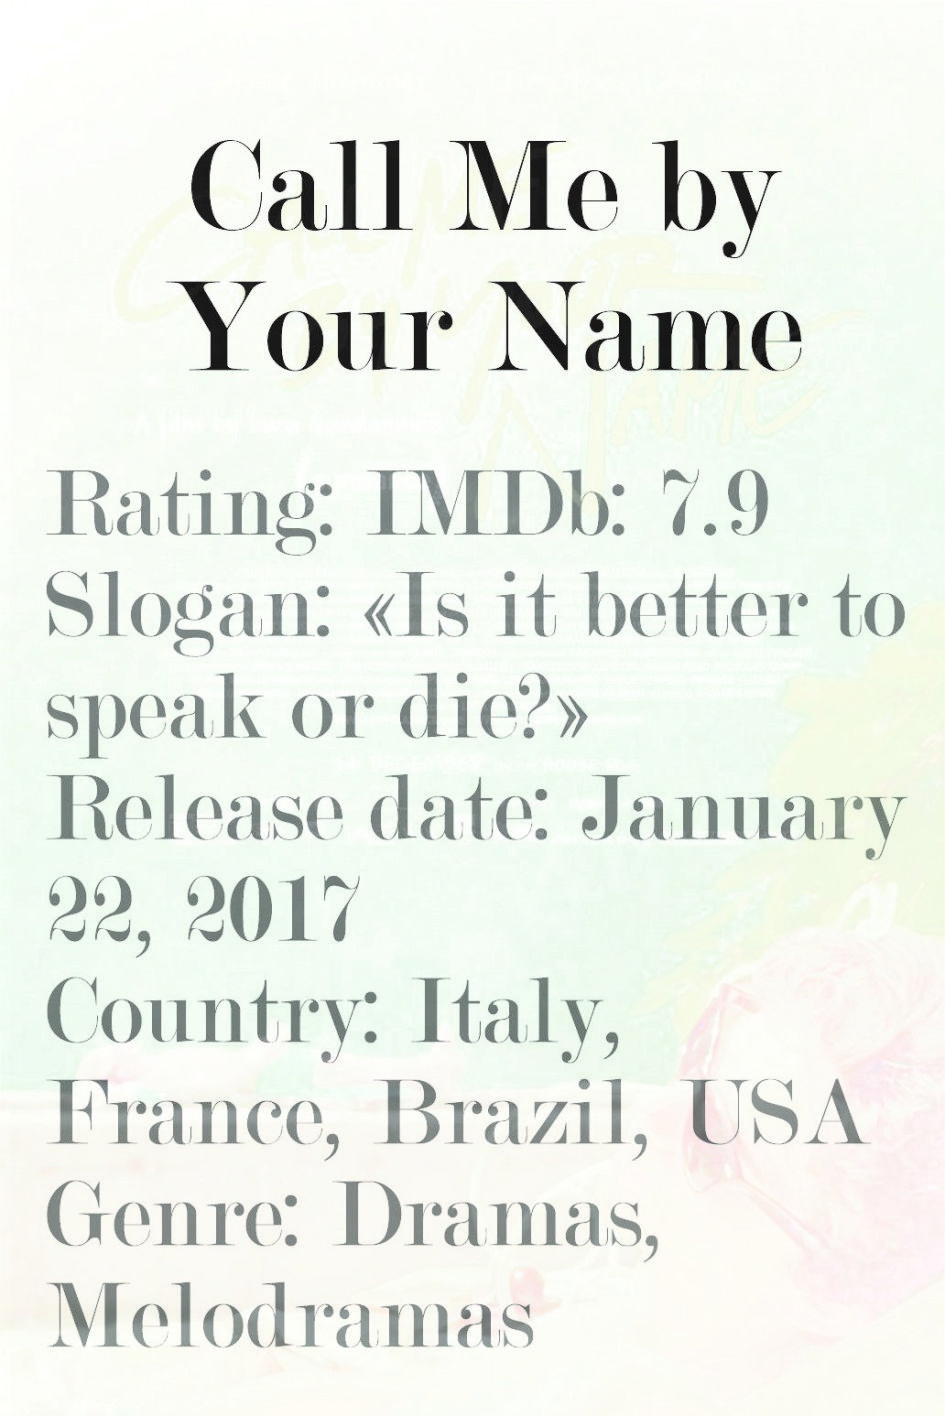 Call Me by
Your Name
Rating: IMDb: 7.9
Slogan: «Is it better to
speak or die?»
Release date: January
22, 2017
Country: Italy,
France, Brazil, USA
Genre: Dramas,
Melodramas